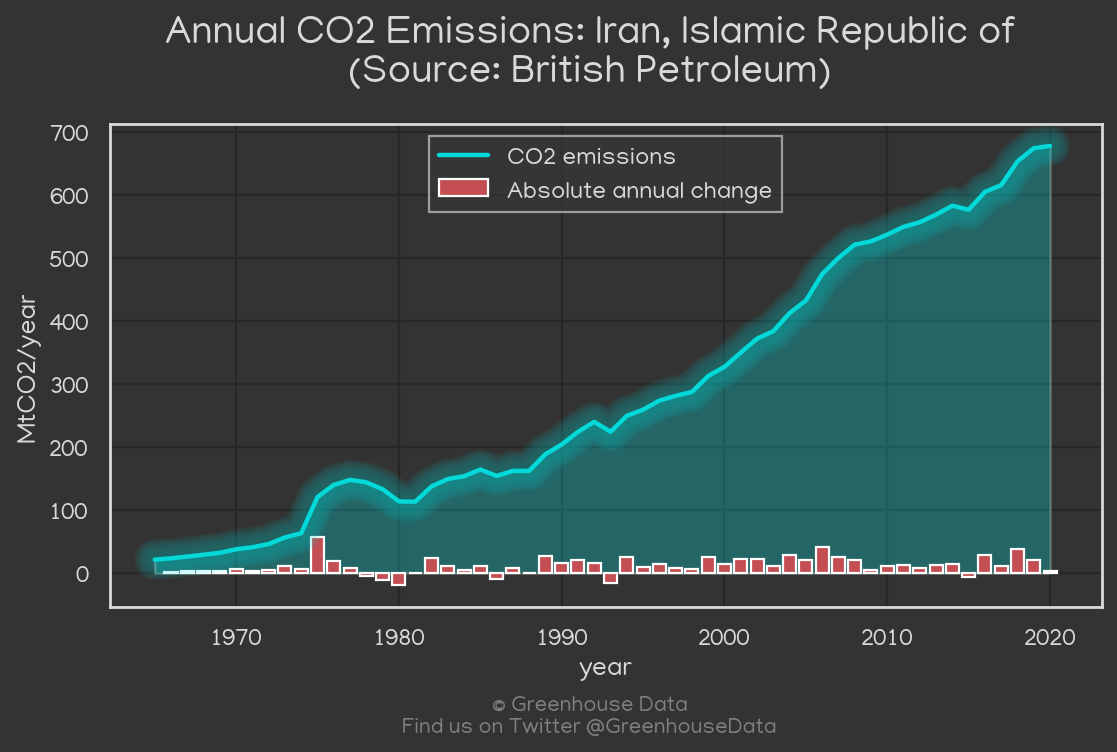 Annual CO2 Emissions: Iran, Islamic Republic of
(Source: British Petroleum)
CO2 emissions
Absolute annual change
MtCO2/year
700
600
500
400
300
200
100
0
1970 1980 1990 2000 2010 2020
year
© Greenhouse Data
Find us on Twitter @GreenhouseData